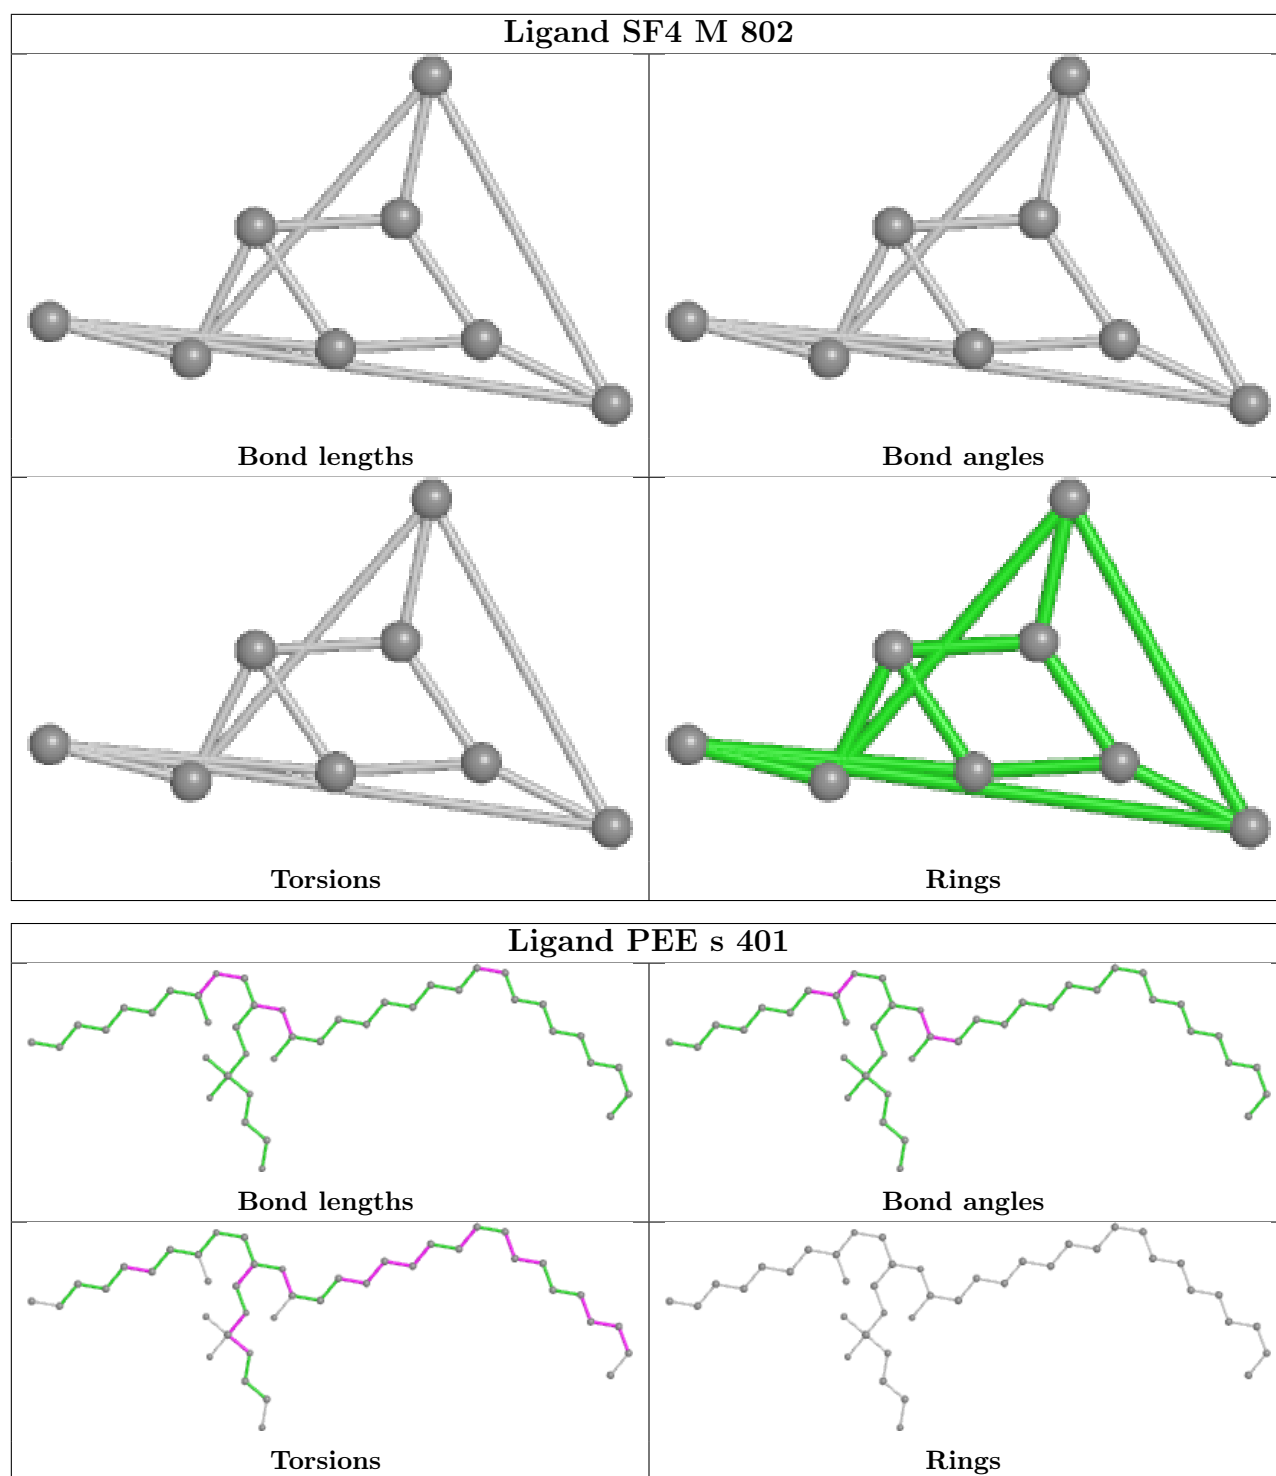 Ligand SF4 M 802
Bond lengths
Bond angles
Torsions
Rings
Ligand PEE s 401
Bond lengths
Bond angles
Torsions
Rings